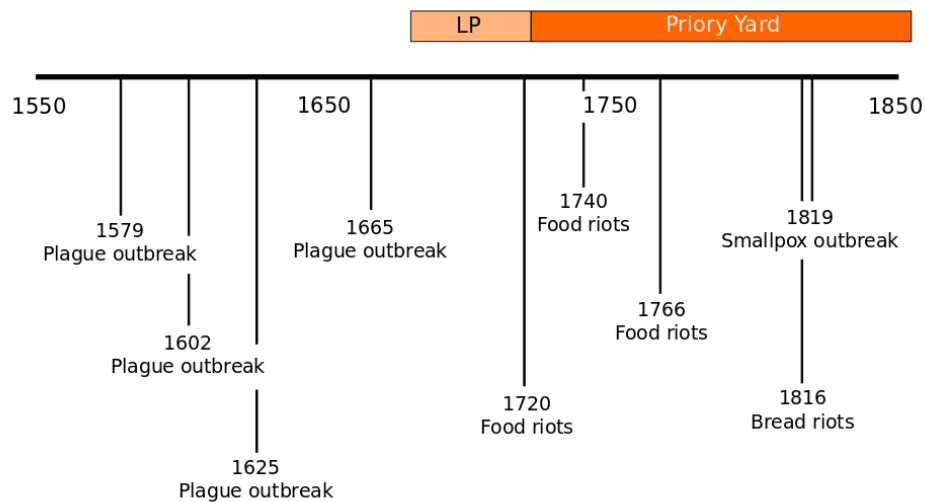 LP
Priory Yard
1550
1650
1750
1850
1579
Plague outbreak
1602
Plague outbreak
1625
Plague outbreak
1665
Plague outbreak
1720
Food riots
1740
Food riots
1766
Food riots
1819
Smallpox outbreak
1816
Bread riots